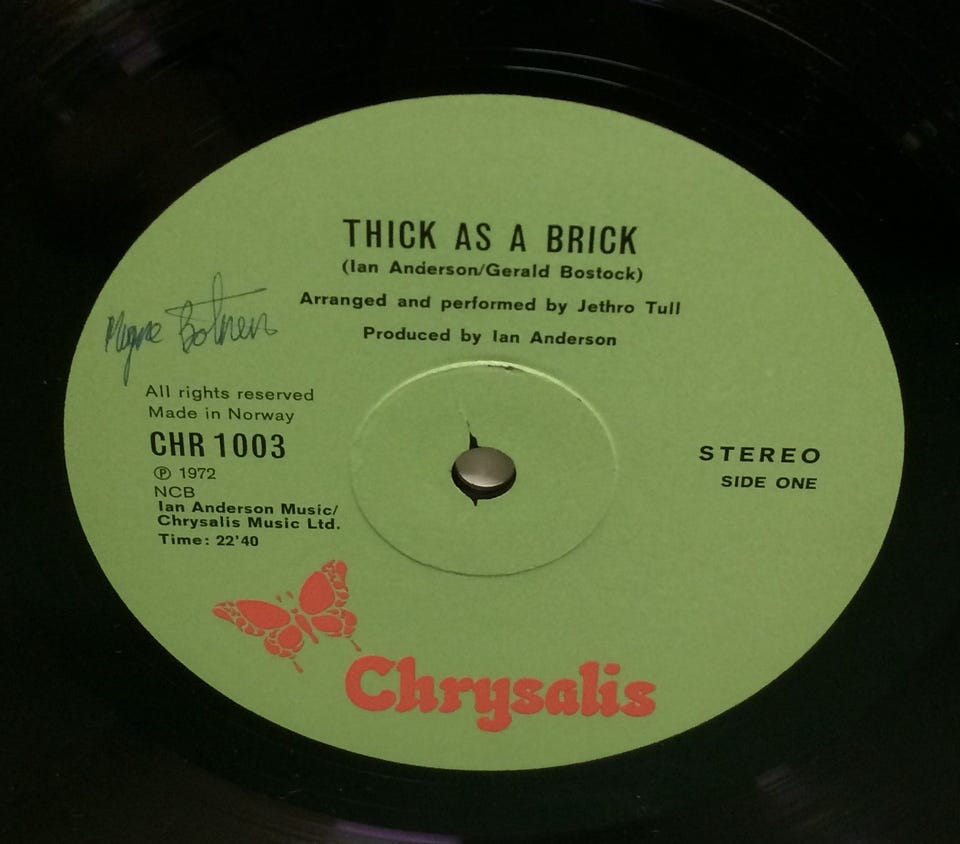 THICK AS A BRICK
(Ian Anderson/Gerald Bostock)
Arranged and performed by Jethro Tull
Produced by Ian Anderson
All rights reserved
Made in Norway
CHR 1003
℗ 1972
NCB
Ian Anderson Music/
Chrysalis Music Ltd.
Time: 22'40
STEREO
SIDE ONE
Chrysalis